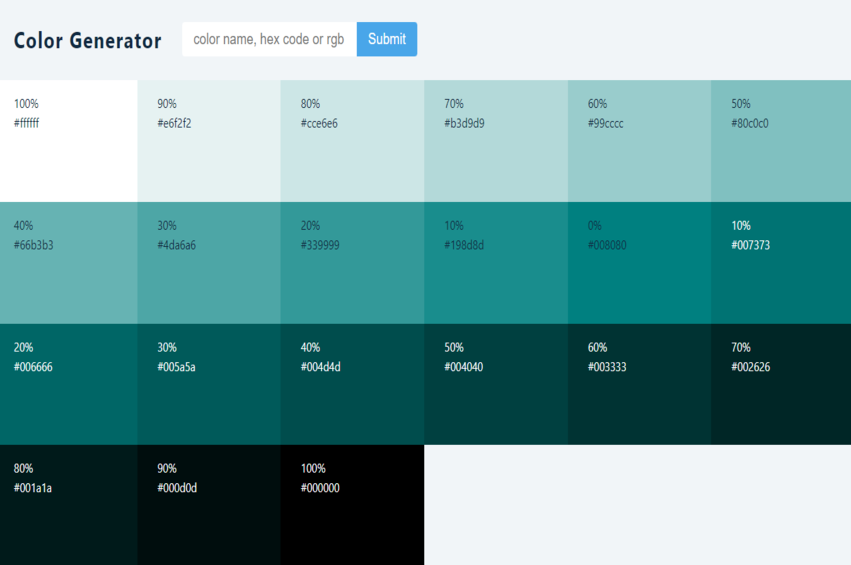 Color Generator
color name, hex code or rgb
Submit
100%
#ffffff
90%
#e6f2f2
80%
#cce6e6
70%
#b3d9d9
60%
#99cccc
50%
#80c0c0
40%
#66b3b3
30%
#4da6a6
20%
#339999
10%
#198d8d
0%
#008080
10%
#007373
20%
#006666
30%
#005a5a
40%
#004d4d
50%
#004040
60%
#003333
70%
#002626
80%
#001a1a
90%
#000d0d
100%
#000000